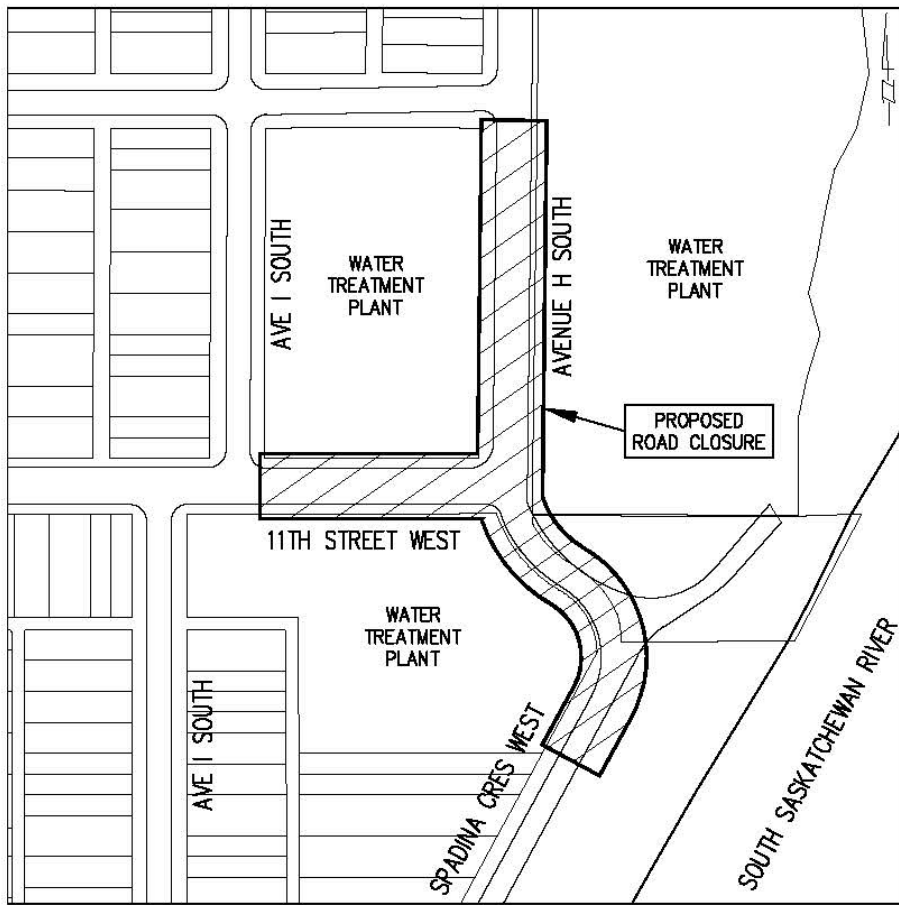 AVE I SOUTH
WATER
TREATMENT
PLANT
AVENUE H SOUTH
WATER
TREATMENT
PLANT
PROPOSED
ROAD CLOSURE
11TH STREET WEST
WATER
TREATMENT
PLANT
AVE I SOUTH
SPADINA CRES WEST
SOUTH SASKATCHEWAN RIVER